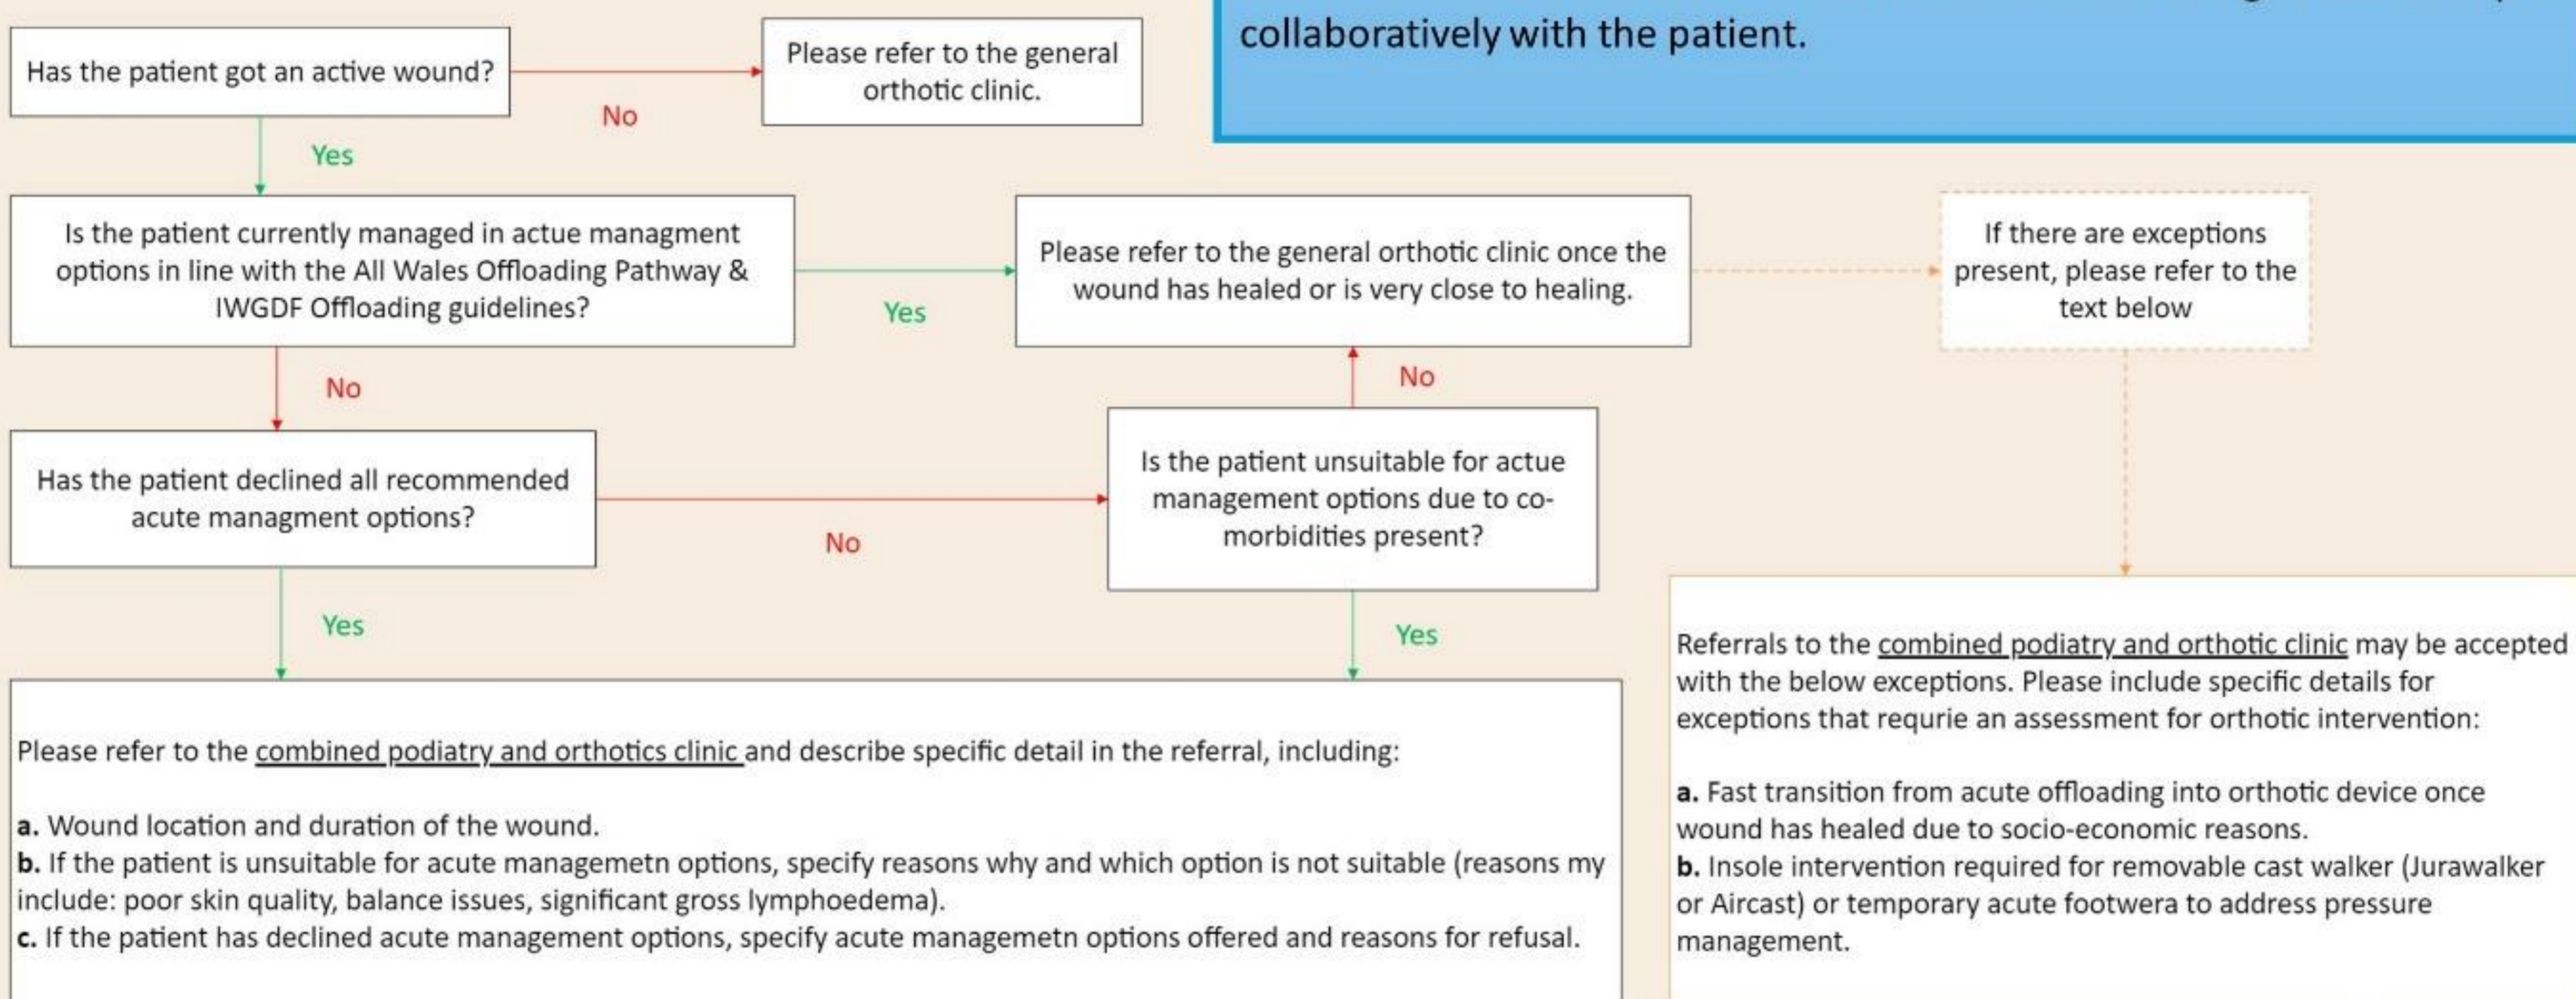 collaboratively with the patient.
Has the patient got an active wound?
No
Please refer to the general
orthotic clinic.
Yes
Is the patient currently managed in actue managment
options in line with the All Wales Offloading Pathway &
IWGDF Offloading guidelines?
Yes
Please refer to the general orthotic clinic once the
wound has healed or is very close to healing.
If there are exceptions
present, please refer to the
text below
No
No
Has the patient declined all recommended
acute managment options?
No
Is the patient unsuitable for actue
management options due to co-
morbidities present?
Yes
Yes
Please refer to the combined podiatry and orthotics clinic and describe specific detail in the referral, including:
a. Wound location and duration of the wound.
b. If the patient is unsuitable for acute managemetn options, specify reasons why and which option is not suitable (reasons my
include: poor skin quality, balance issues, significant gross lymphoedema).
c. If the patient has declined acute management options, specify acute managemetn options offered and reasons for refusal.
Referrals to the combined podiatry and orthotic clinic may be accepted
with the below exceptions. Please include specific details for
exceptions that requrie an assessment for orthotic intervention:
a. Fast transition from acute offloading into orthotic device once
wound has healed due to socio-economic reasons.
b. Insole intervention required for removable cast walker (Jurawalker
or Aircast) or temporary acute footwera to address pressure
management.